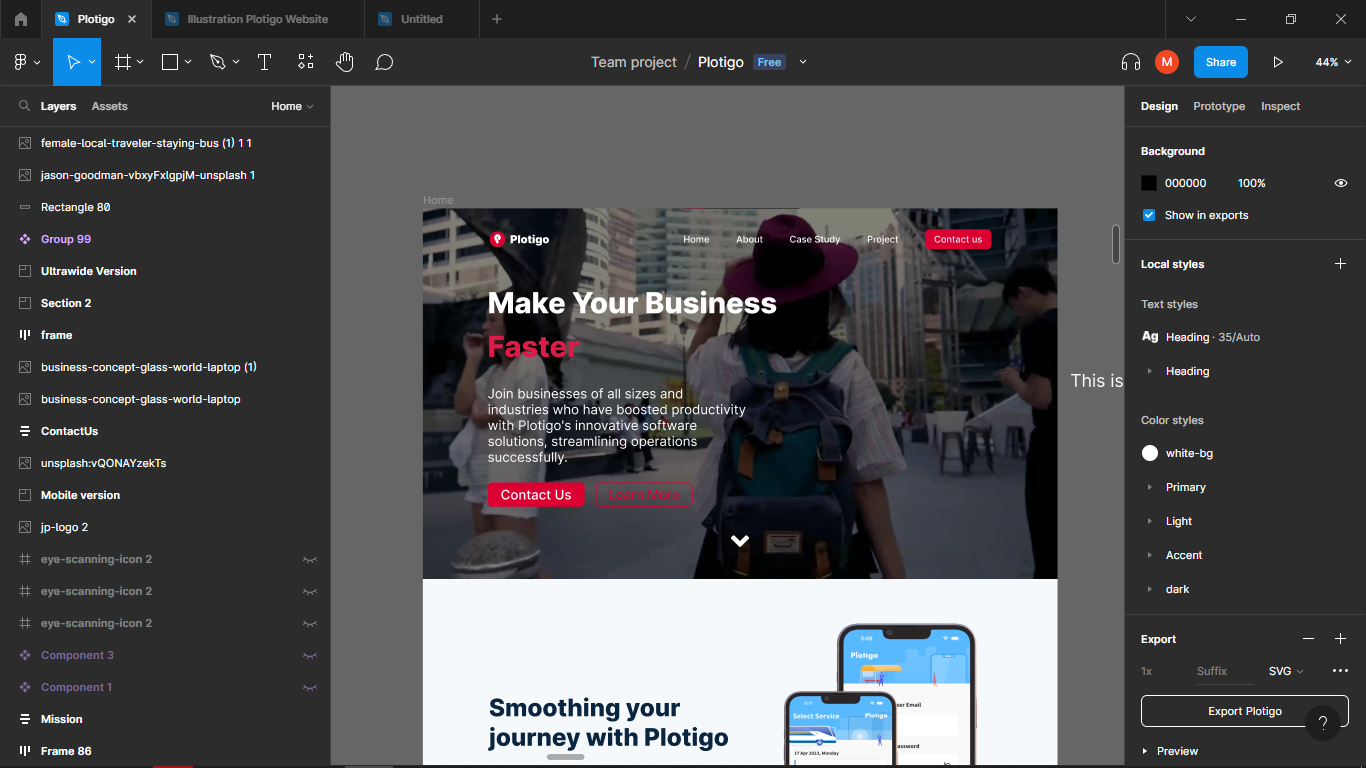 Plotigo
Illustration Plotigo Website
Untitled
Team project / Plotigo Free
M
Share
44%
Layers
Assets
Home
female-local-traveler-staying-bus (1) 1 1
jason-goodman-vbxyFxlgpjM-unsplash 1
Rectangle 80
Group 99
Ultrawide Version
Section 2
frame
business-concept-glass-world-laptop (1)
business-concept-glass-world-laptop
ContactUs
unsplash:vQONAYzekTs
Mobile version
jp-logo 2
eye-scanning-icon 2
eye-scanning-icon 2
eye-scanning-icon 2
Component 3
Component 1
Mission
Frame 86
Home
Plotigo
Home
About
Case Study
Project
Contact us
Make Your Business
Faster
Join businesses of all sizes and
industries who have boosted productivity
with Plotigo's innovative software
solutions, streamlining operations
successfully.
Contact Us
Learn More
This is
Smoothing your
journey with Plotigo
3:09
Plotigo
ser Email
assword
3:11
Select Service
Plotigo
17 Apr 2023, Monday
Design
Prototype
Inspect
Background
000000
100%
Show in exports
Local styles
Text styles
Ag Heading · 35/Auto
Heading
Color styles
white-bg
Primary
Light
Accent
dark
Export
1x
Suffix
SVG
Export Plotigo
?
Preview